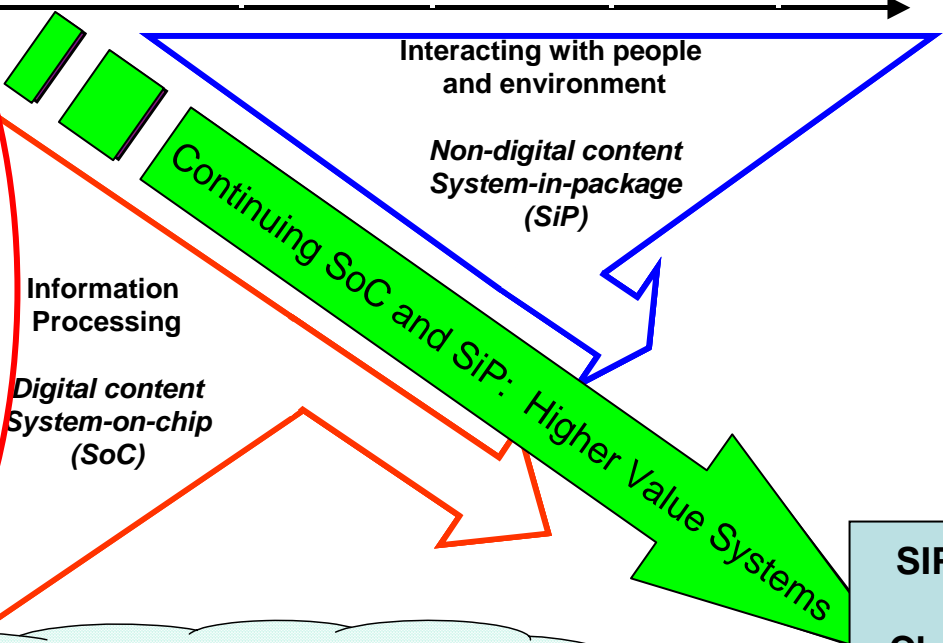 Interacting with people
and environment
Non-digital content
System-in-package
(SiP)
Continuing SoC and SiP: Higher Value Systems
Information
Processing
Digital content
System-on-chip
(SoC)